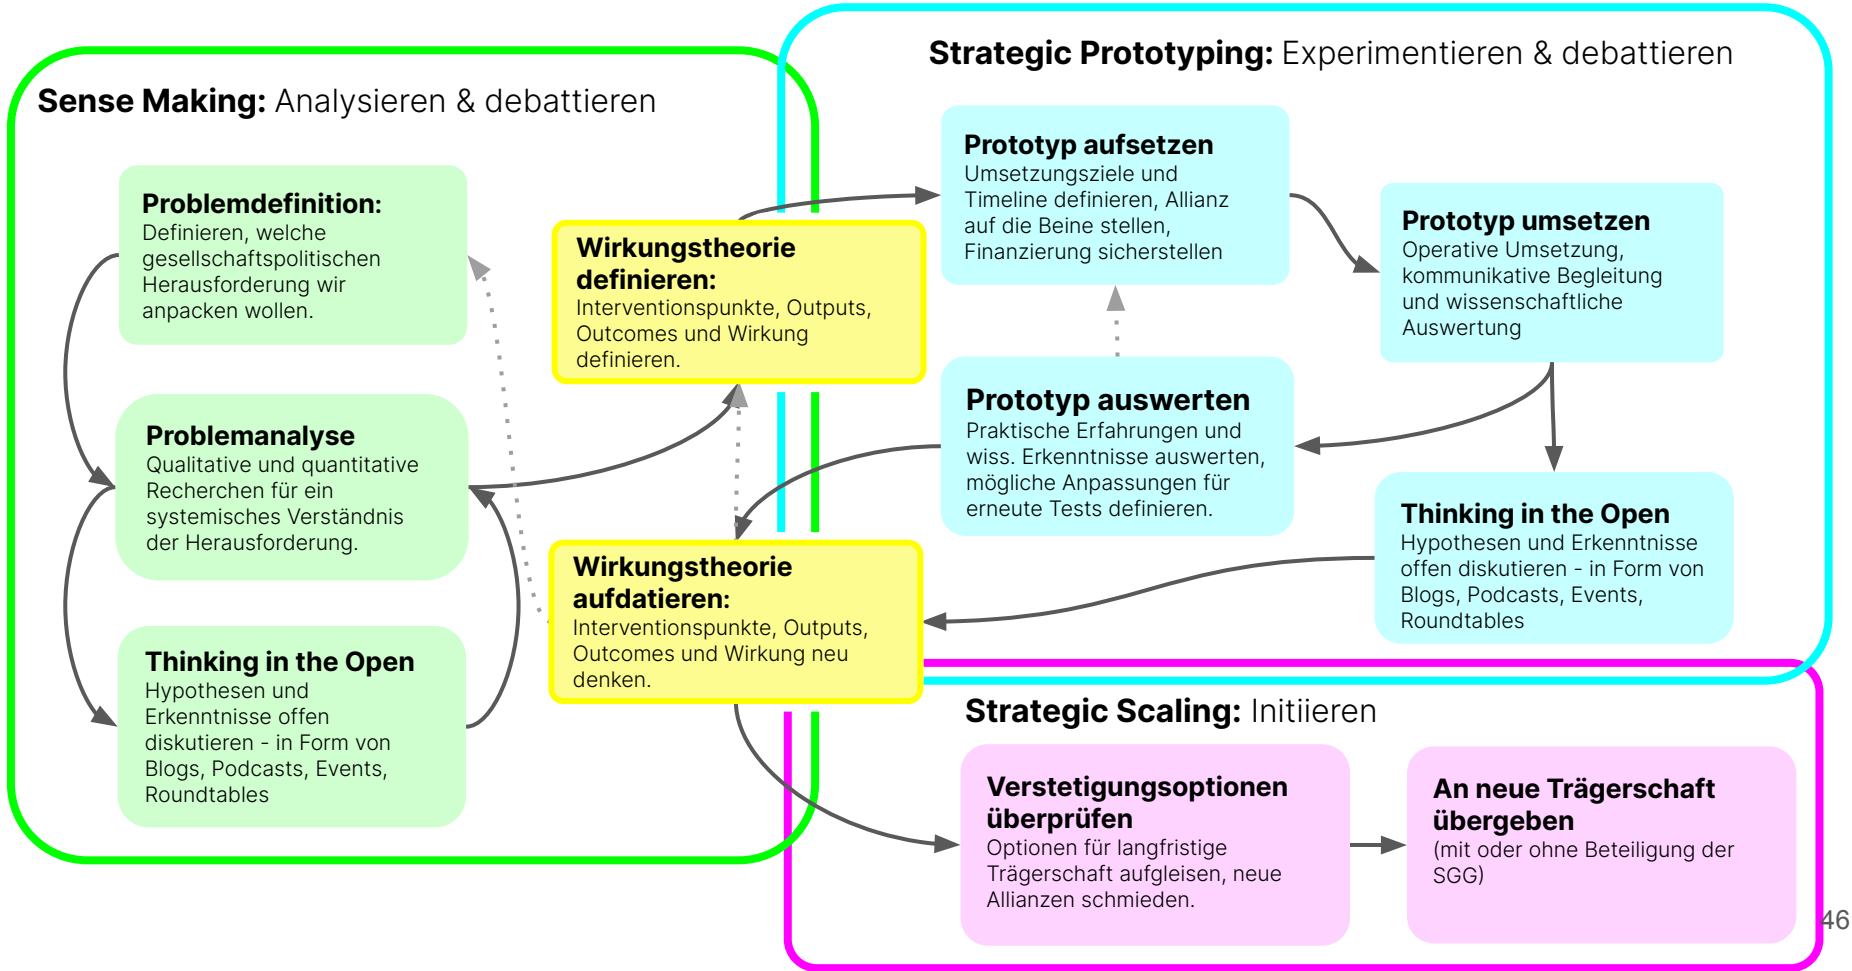 Sense Making: Analysieren & debattieren
Problemdefinition:
Definieren, welche
gesellschaftspolitischen
Herausforderung wir
anpacken wollen.
Problemanalyse
Qualitative und quantitative
Recherchen für ein
systemisches Verständnis
der Herausforderung.
Thinking in the Open
Hypothesen und
Erkenntnisse offen
diskutieren - in Form von
Blogs, Podcasts, Events,
Roundtables
Wirkungstheorie
definieren:
Interventionspunkte, Outputs,
Outcomes und Wirkung
definieren.
Wirkungstheorie
aufdatieren:
Interventionspunkte, Outputs,
Outcomes und Wirkung neu
denken.
Strategic Prototyping: Experimentieren & debattieren
Prototyp aufsetzen
Umsetzungsziele und
Timeline definieren, Allianz
auf die Beine stellen,
Finanzierung sicherstellen
Prototyp umsetzen
Operative Umsetzung,
kommunikative Begleitung
und wissenschaftliche
Auswertung
Prototyp auswerten
Praktische Erfahrungen und
wiss. Erkenntnisse auswerten,
mögliche Anpassungen für
erneute Tests definieren.
Thinking in the Open
Hypothesen und Erkenntnisse
offen diskutieren - in Form von
Blogs, Podcasts, Events,
Roundtables
Strategic Scaling: Initiieren
Verstetigungsoptionen
überprüfen
Optionen für langfristige
Trägerschaft aufgleisen, neue
Allianzen schmieden.
An neue Trägerschaft
übergeben
(mit oder ohne Beteiligung der
SGG)
46